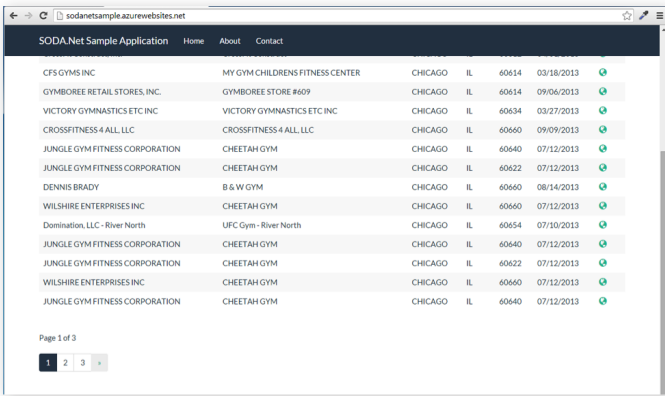 sodanetsample.azurewebsites.net
SODA.Net Sample Application Home About Contact
CFS GYMS INC MY GYM CHILDRENS FITNESS CENTER CHICAGO IL 60614 03/18/2013
GYMBOREE RETAIL STORES, INC. GYMBOREE STORE #609 CHICAGO IL 60614 09/06/2013
VICTORY GYMNASTICS ETC INC VICTORY GYMNASTICS ETC INC CHICAGO IL 60634 03/27/2013
CROSSFITNESS 4 ALL, LLC CROSSFITNESS 4 ALL, LLC CHICAGO IL 60660 09/09/2013
JUNGLE GYM FITNESS CORPORATION CHEETAH GYM CHICAGO IL 60640 07/12/2013
JUNGLE GYM FITNESS CORPORATION CHEETAH GYM CHICAGO IL 60622 07/12/2013
DENNIS BRADY B & W GYM CHICAGO IL 60660 08/14/2013
WILSHIRE ENTERPRISES INC CHEETAH GYM CHICAGO IL 60660 07/12/2013
Domination, LLC - River North UFC Gym - River North CHICAGO IL 60654 07/10/2013
JUNGLE GYM FITNESS CORPORATION CHEETAH GYM CHICAGO IL 60640 07/12/2013
JUNGLE GYM FITNESS CORPORATION CHEETAH GYM CHICAGO IL 60622 07/12/2013
WILSHIRE ENTERPRISES INC CHEETAH GYM CHICAGO IL 60660 07/12/2013
JUNGLE GYM FITNESS CORPORATION CHEETAH GYM CHICAGO IL 60640 07/12/2013
Page 1 of 3
1 2 3 »